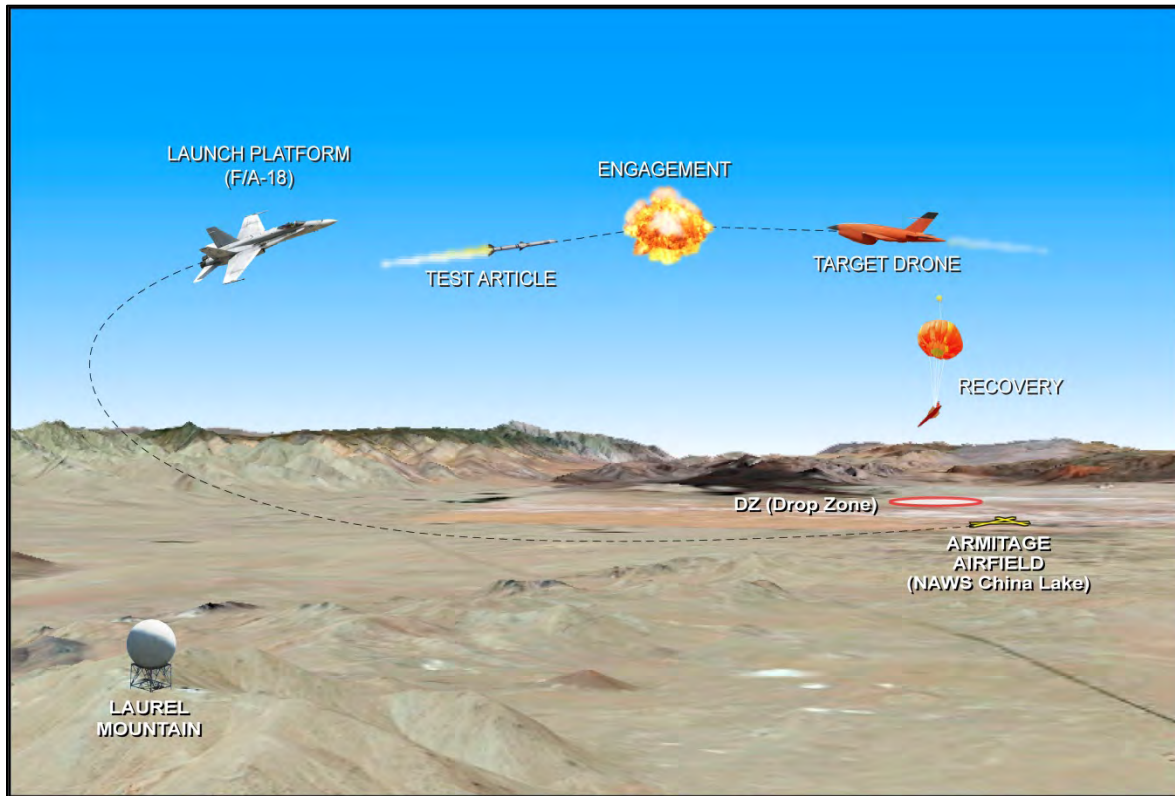 LAUNCH PLATFORM
(F/A-18)
ENGAGEMENT
TEST ARTICLE
TARGET DRONE
RECOVERY
DZ (Drop Zone)
ARMITAGE
AIRFIELD
(NAWS China Lake)
LAUREL
MOUNTAIN